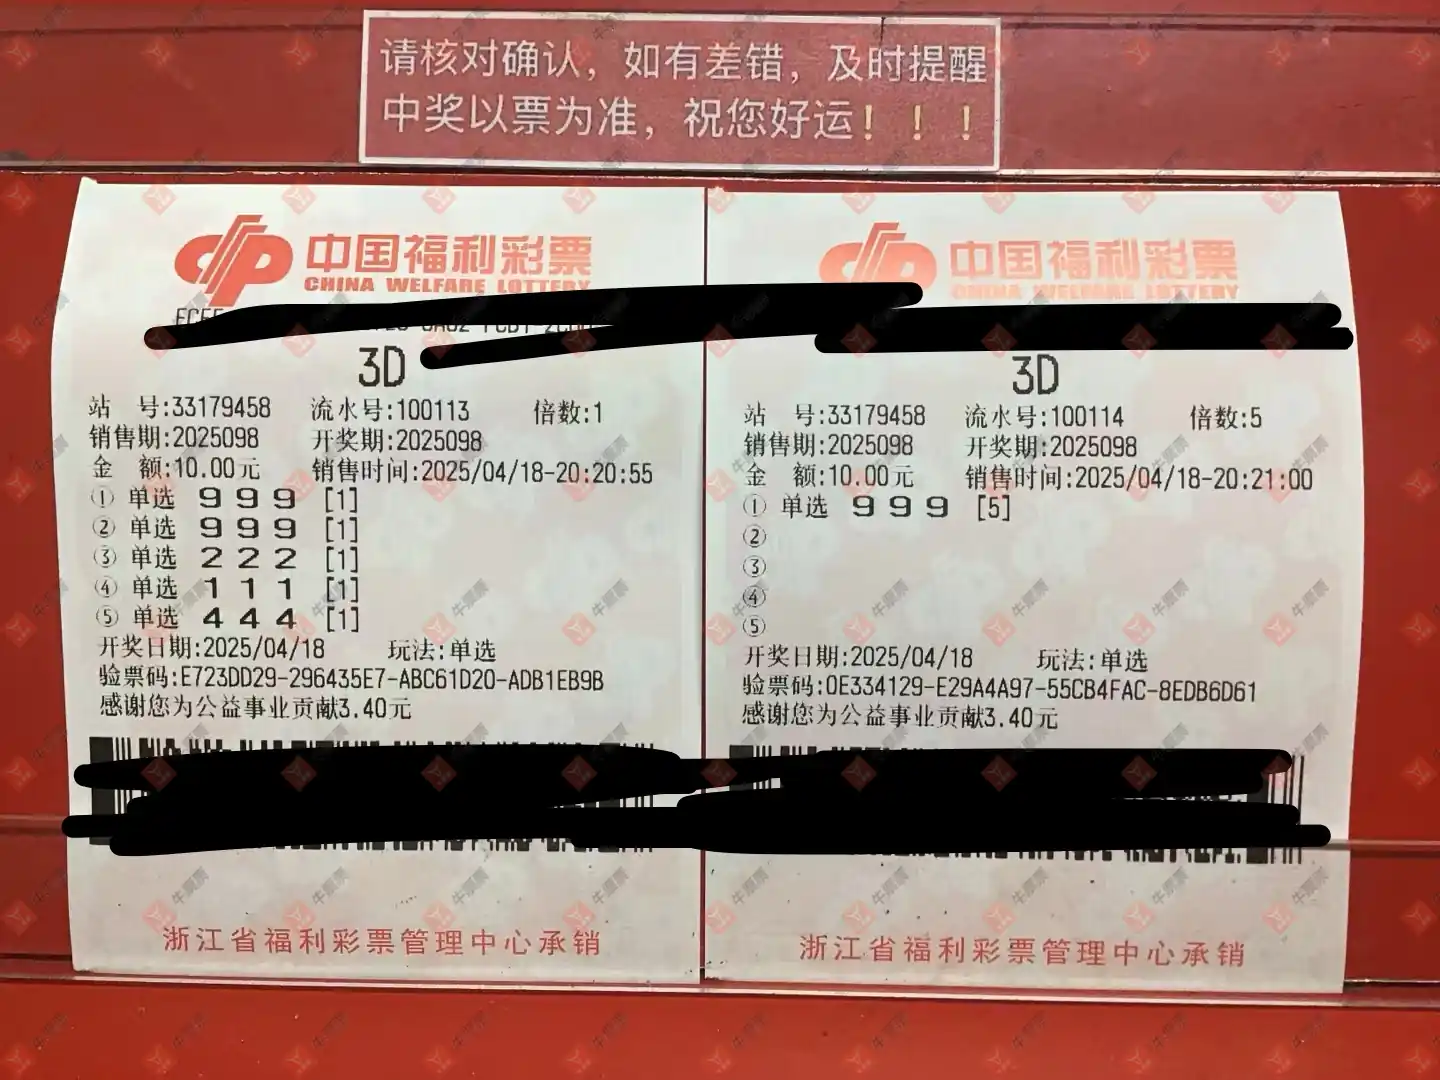 请核对确认，如有差错，及时提醒
中奖以票为准，祝您好运！！！
中国福利彩票
CHINA WELFARE LOTTERY
3D
站 号:33179458 流水号:100113 倍数:1
销售期:2025098 开奖期:2025098
金 额:10.00元 销售时间:2025/04/18-20:20:55
① 单选 9 9 9 [1]
② 单选 9 9 9 [1]
③ 单选 2 2 2 [1]
④ 单选 1 1 1 [1]
⑤ 单选 4 4 4 [1]
开奖日期:2025/04/18 玩法:单选
验票码:E723DD29-296435E7-ABC61D20-ADB1EB9B
感谢您为公益事业贡献3.40元
浙江省福利彩票管理中心承销
中国福利彩票
CHINA WELFARE LOTTERY
3D
站 号:33179458 流水号:100114 倍数:5
销售期:2025098 开奖期:2025098
金 额:10.00元 销售时间:2025/04/18-20:21:00
① 单选 9 9 9 [5]
②
③
④
⑤
开奖日期:2025/04/18 玩法:单选
验票码:0E334129-E29A4A97-55CB4FAC-8EDB6D61
感谢您为公益事业贡献3.40元
浙江省福利彩票管理中心承销